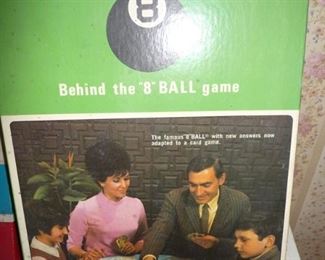 8
Behind the "8" BALL game
The famous "8 BALL" with new answers now
adapted to a card game.